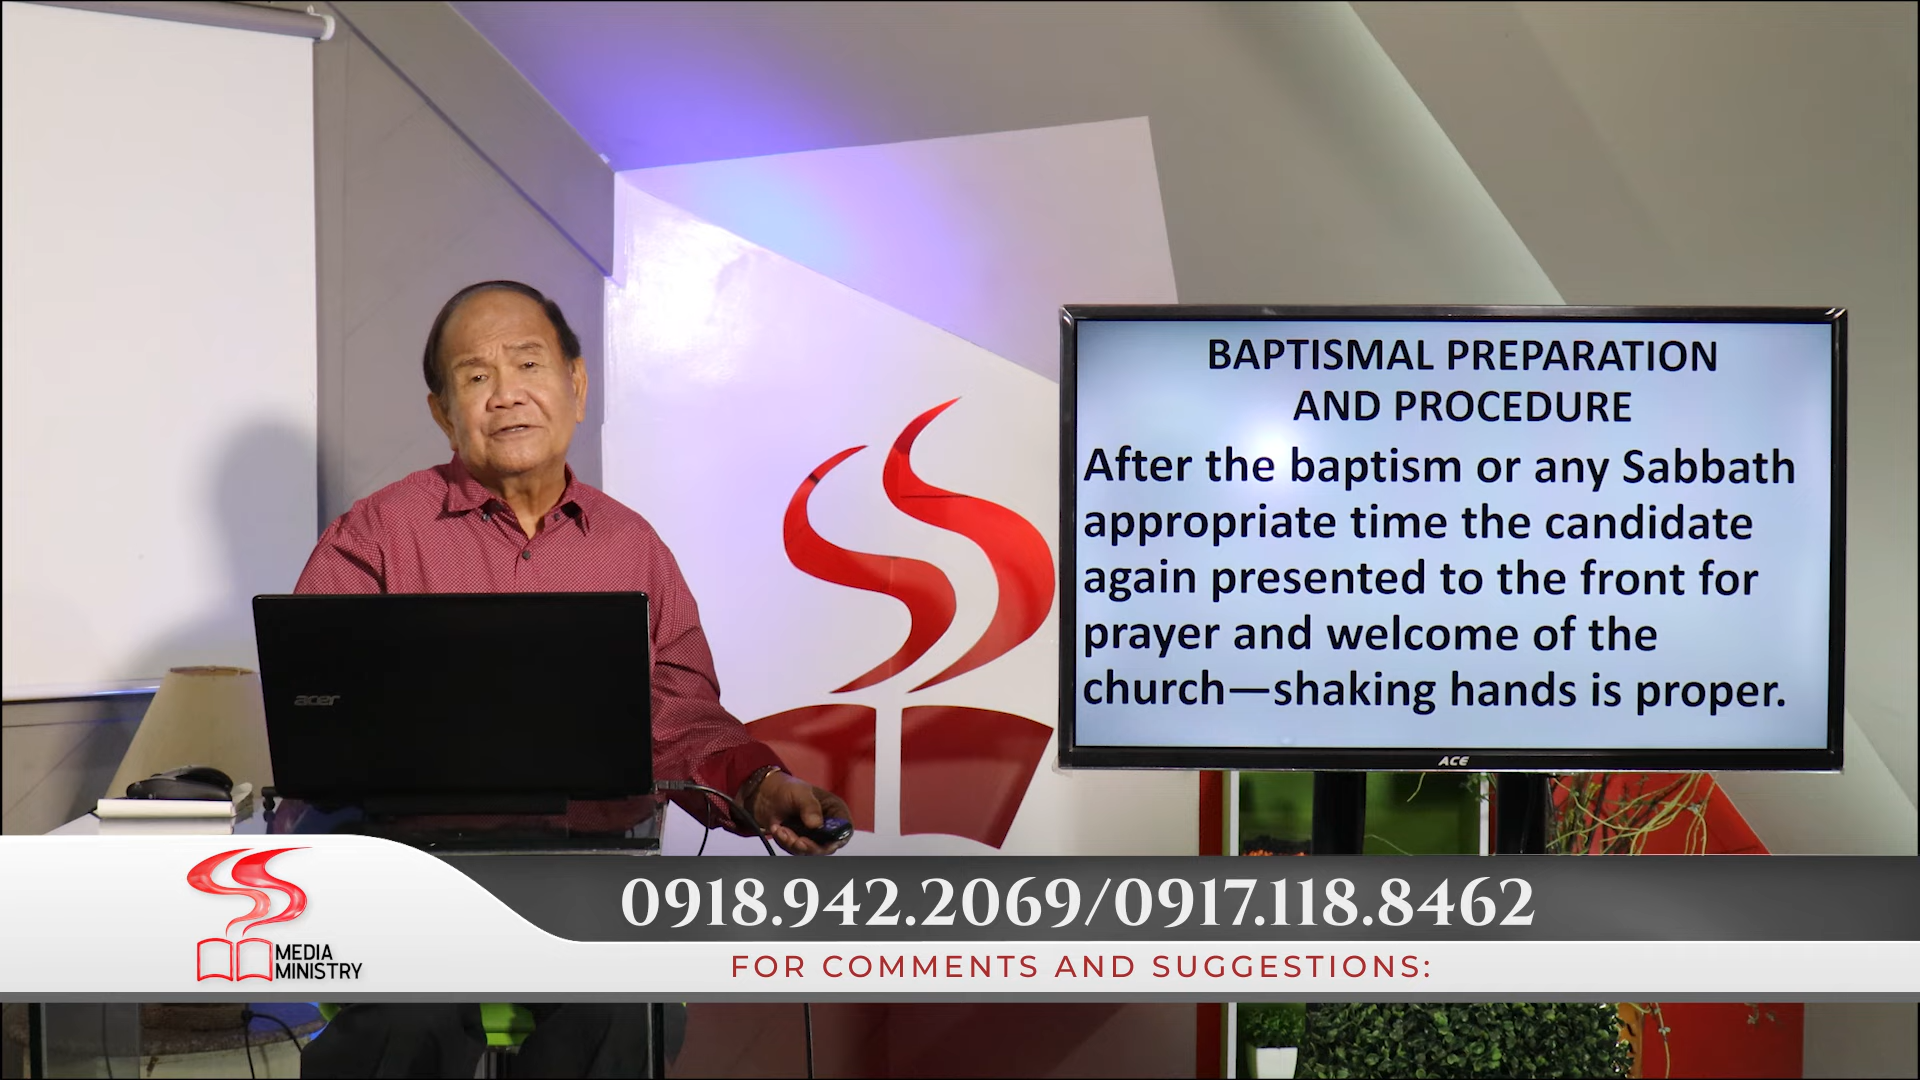 BAPTISMAL PREPARATION
AND PROCEDURE
After the baptism or any Sabbath
appropriate time the candidate
again presented to the front for
prayer and welcome of the
church—shaking hands is proper.
ACE
acer
0918.942.2069/0917.118.8462
FOR COMMENTS AND SUGGESTIONS:
MEDIA
MINISTRY